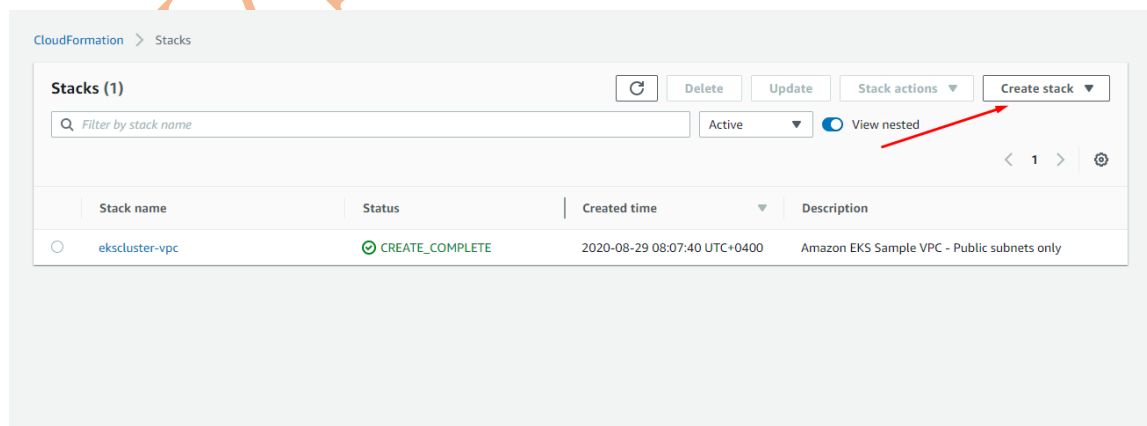 CloudFormation > Stacks
Stacks (1)
Delete Update Stack actions Create stack
Filter by stack name Active View nested
< 1 >
Stack name Status Created time Description
ekscluster-vpc CREATE_COMPLETE 2020-08-29 08:07:40 UTC+0400 Amazon EKS Sample VPC - Public subnets only